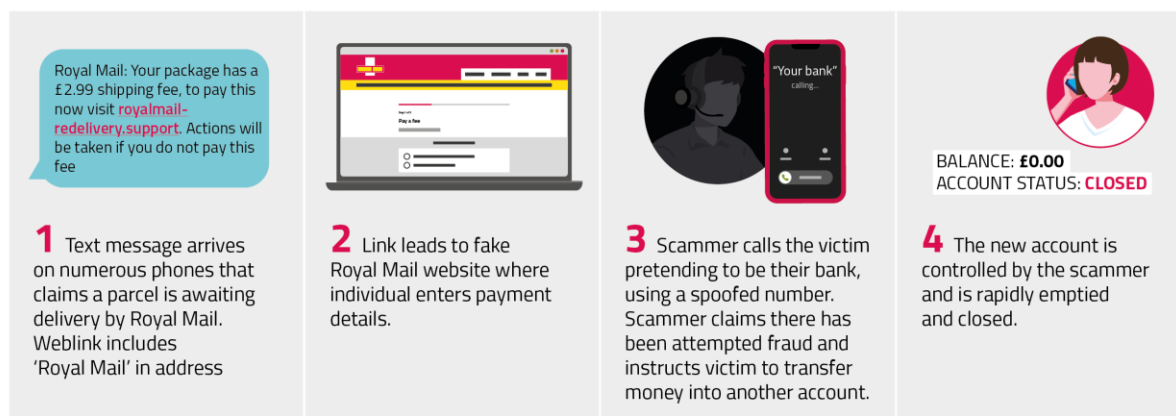 Royal Mail: Your package has a
£2.99 shipping fee, to pay this
now visit royalmail-
redelivery.support. Actions will
be taken if you do not pay this
fee
1 Text message arrives
on numerous phones that
claims a parcel is awaiting
delivery by Royal Mail.
Weblink includes
‘Royal Mail’ in address
Pay a fee
2 Link leads to fake
Royal Mail website where
individual enters payment
details.
“Your bank”
calling...
3 Scammer calls the victim
pretending to be their bank,
using a spoofed number.
Scammer claims there has
been attempted fraud and
instructs victim to transfer
money into another account.
BALANCE: £0.00
ACCOUNT STATUS: CLOSED
4 The new account is
controlled by the scammer
and is rapidly emptied
and closed.